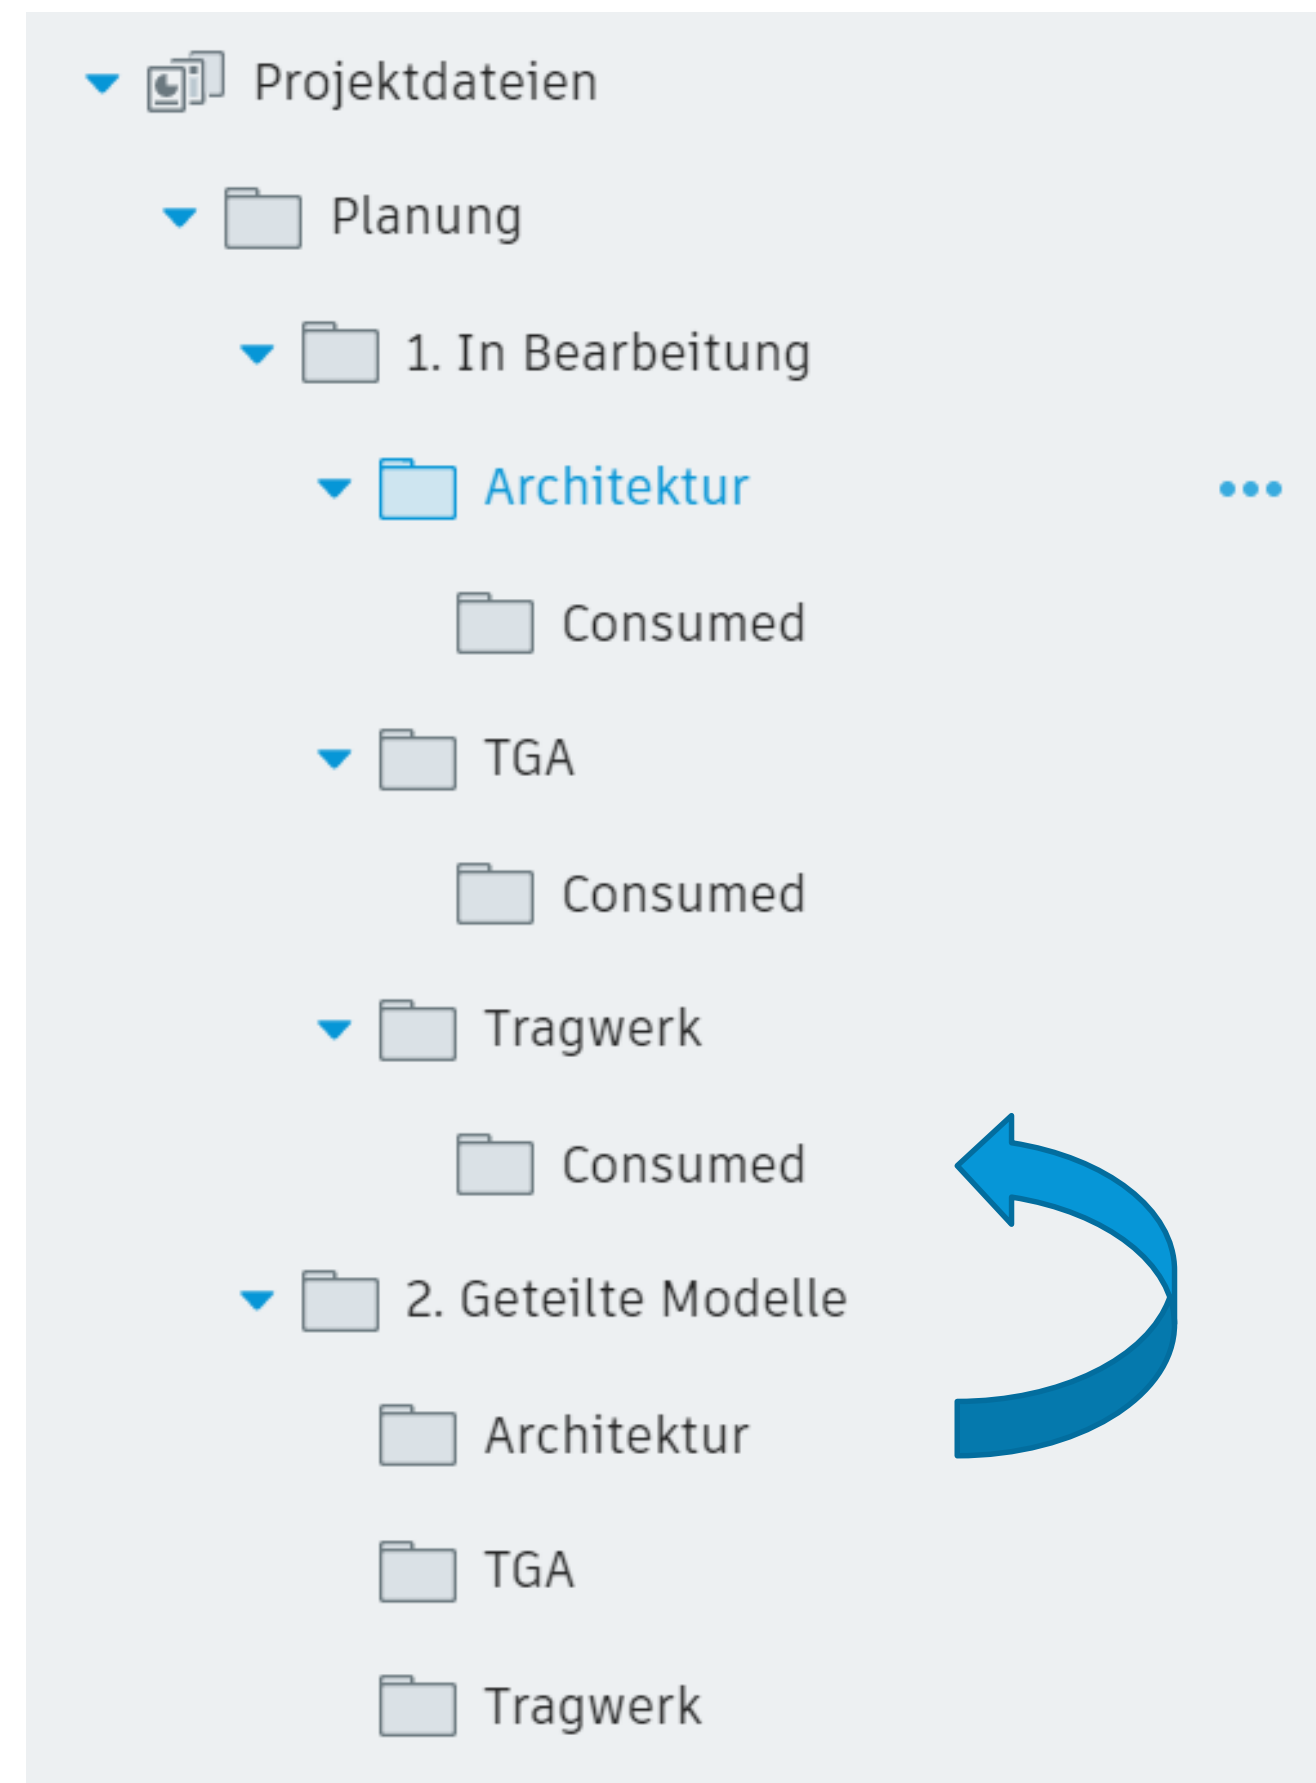 Projektdateien
Planung
1. In Bearbeitung
Architektur
Consumed
TGA
Consumed
Tragwerk
Consumed
2. Geteilte Modelle
Architektur
TGA
Tragwerk